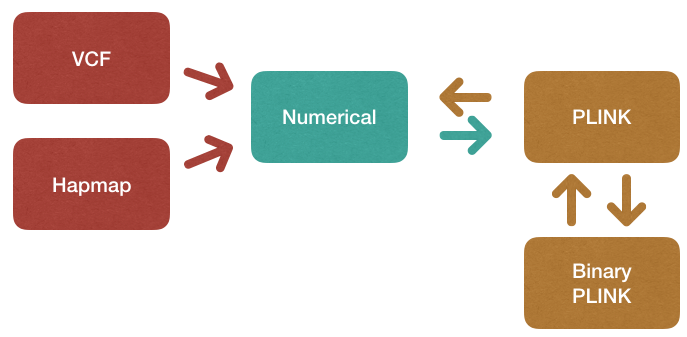 VCF
Hapmap
Numerical
PLINK
Binary
PLINK